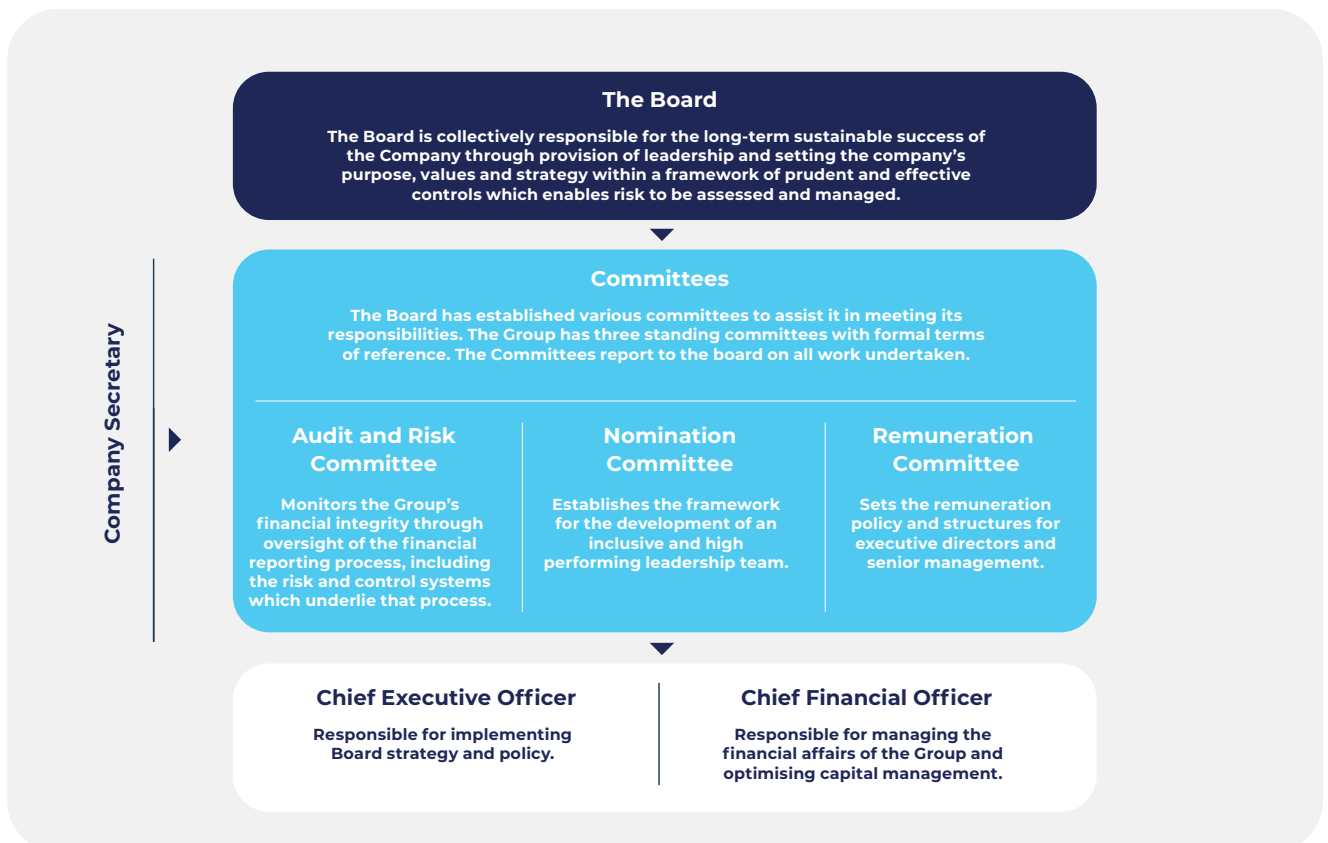 The Board
The Board is collectively responsible for the long-term sustainable success of
the Company through provision of leadership and setting the company’s
purpose, values and strategy within a framework of prudent and effective
controls which enables risk to be assessed and managed.
Company Secretary
Committees
The Board has established various committees to assist it in meeting its
responsibilities. The Group has three standing committees with formal terms
of reference. The Committees report to the board on all work undertaken.
Audit and Risk
Committee
Monitors the Group’s
financial integrity through
oversight of the financial
reporting process, including
the risk and control systems
which underlie that process.
Nomination
Committee
Establishes the framework
for the development of an
inclusive and high
performing leadership team.
Remuneration
Committee
Sets the remuneration
policy and structures for
executive directors and
senior management.
Chief Executive Officer
Responsible for implementing
Board strategy and policy.
Chief Financial Officer
Responsible for managing the
financial affairs of the Group and
optimising capital management.